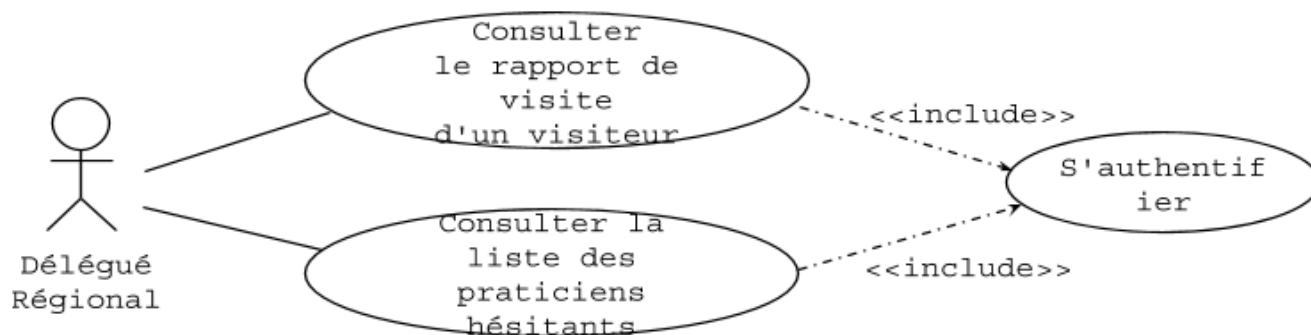 Consulter
le rapport de
visite
d'un visiteur
<<include>>
S'authentif
ier
Consulter la
liste des
praticiens
hésitants
<<include>>
Délégué
Régional